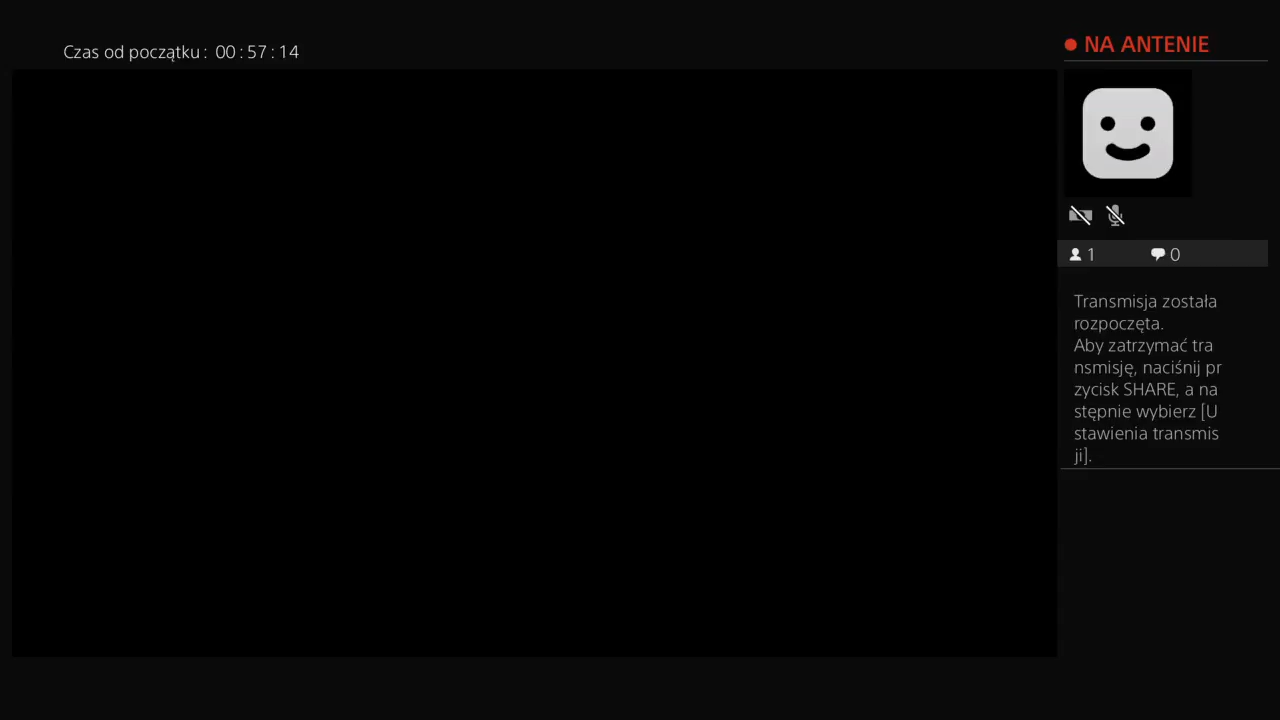 Czas od początku: 00:57:14
NA ANTENIE
1 0
Transmisja została
rozpoczęta.
Aby zatrzymać tra
nsmisję, naciśnij pr
zycisk SHARE, a na
stępnie wybierz [U
stawienia transmis
ji].